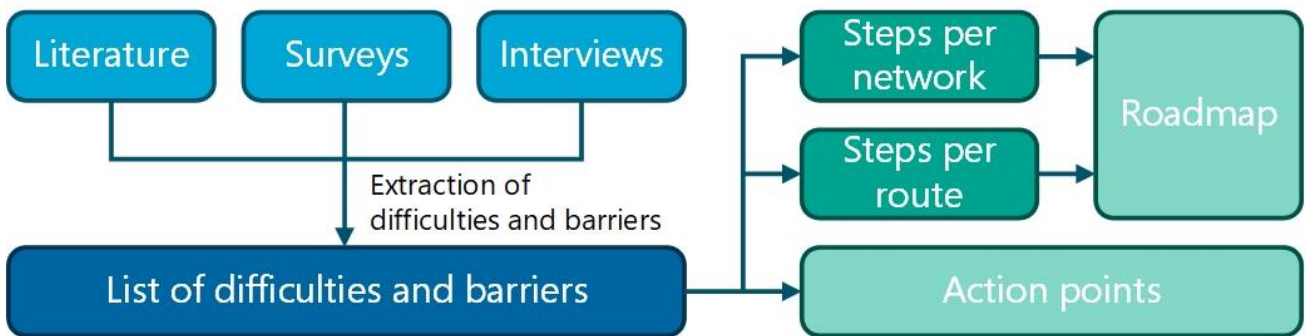 Literature
Surveys
Interviews
Extraction of
difficulties and barriers
List of difficulties and barriers
Steps per
network
Steps per
route
Roadmap
Action points